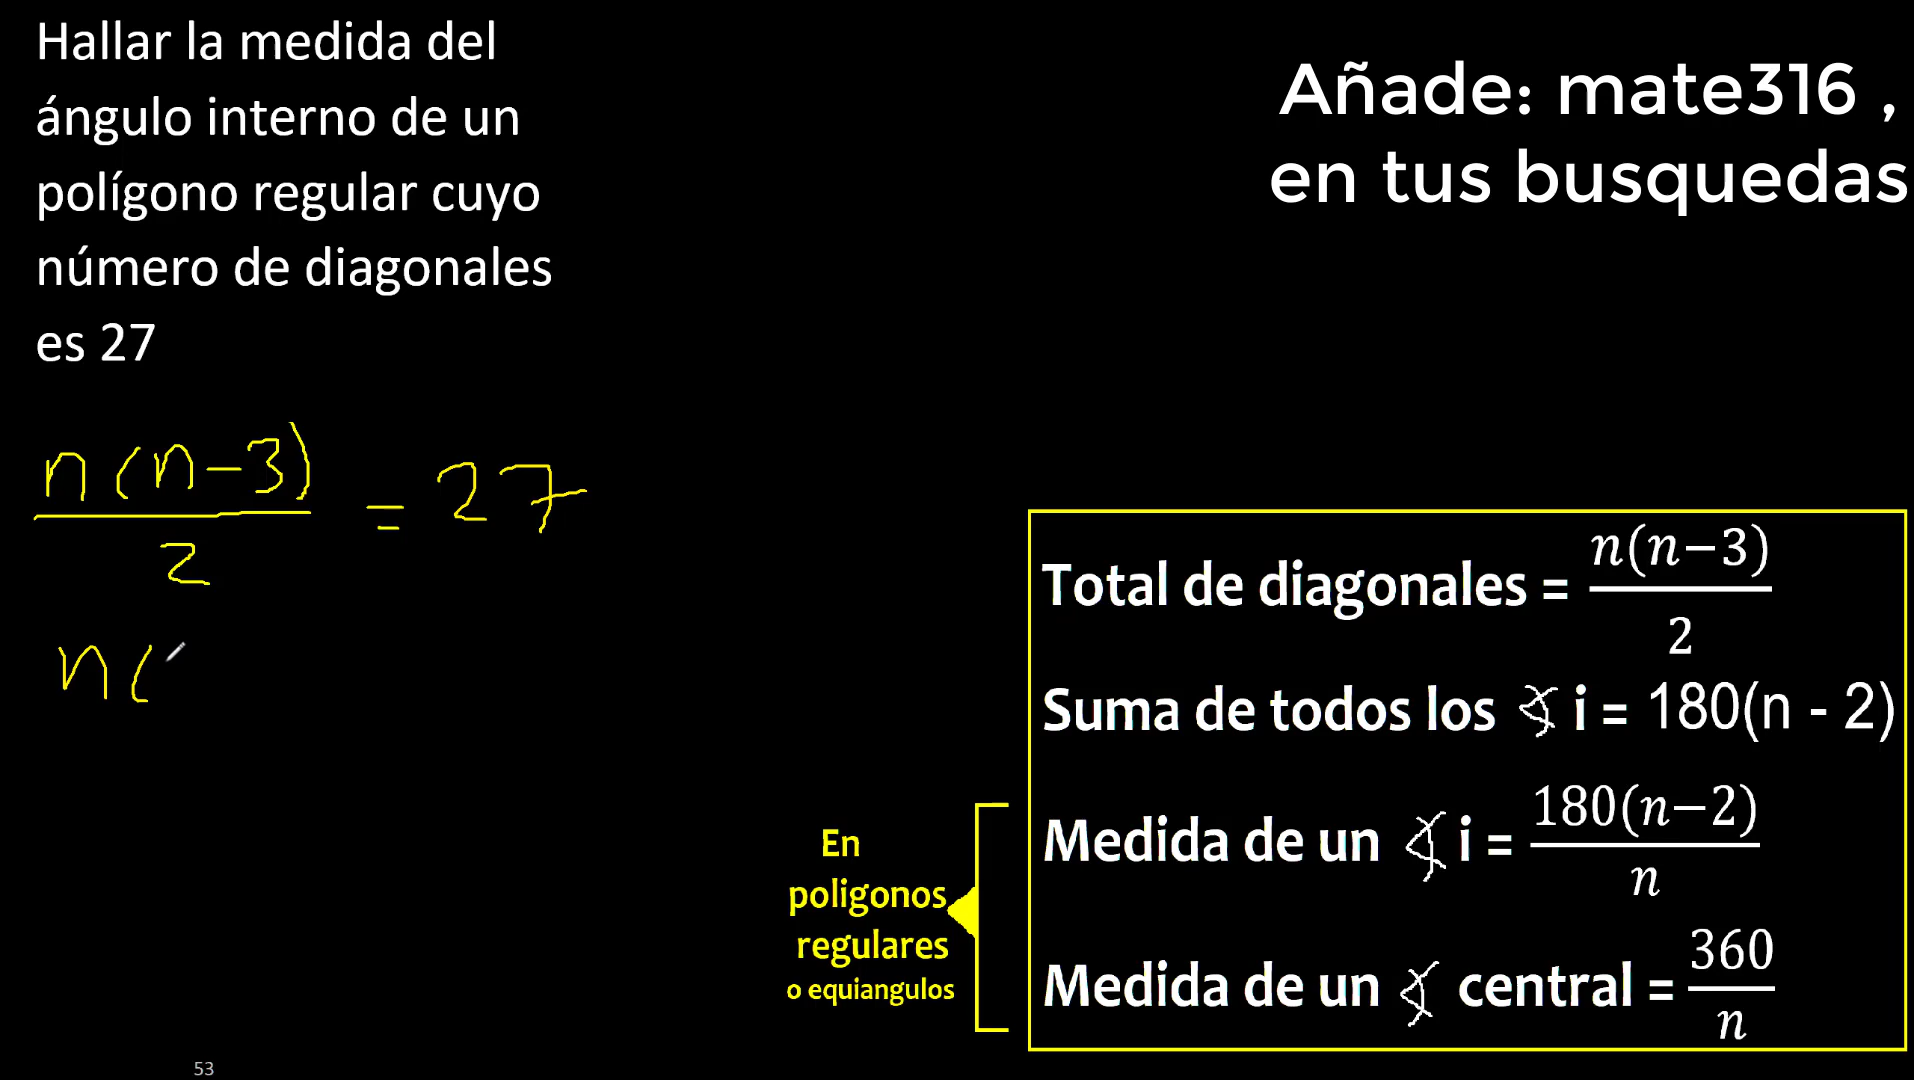 Hallar la medida del
ángulo interno de un
polígono regular cuyo
número de diagonales
es 27
Añade: mate316 ,
en tus busquedas
n(n-3)
2
= 27
n(
Total de diagonales = n(n−3)
2
Suma de todos los ∢ i = 180(n - 2)
Medida de un ∢ i = 180(n−2)
n
Medida de un ∢ central = 360
n
En
poligonos
regulares
o equiangulos
53